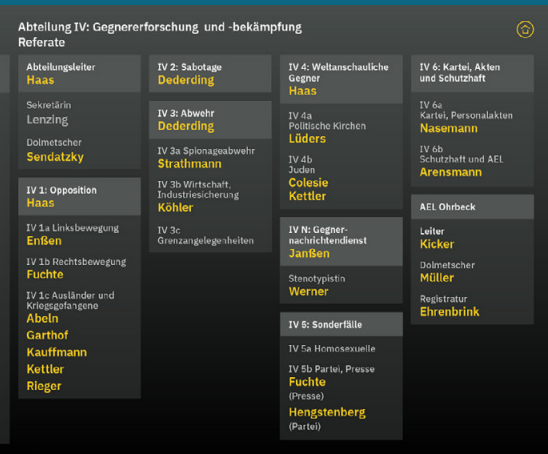 Abteilung IV: Gegnererforschung und -bekämpfung
Referate
Abteilungsleiter
Haas
Sekretärin
Lenzing
Dolmetscher
Sendatzky
IV 1: Opposition
Haas
IV 1a Linksbewegung
Enßen
IV 1b Rechtsbewegung
Fuchte
IV 1c Ausländer und
Kriegsgefangene
Abeln
Garthof
Kauffmann
Kettler
Rieger
IV 2: Sabotage
Dederding
IV 3: Abwehr
Dederding
IV 3a Spionageabwehr
Strathmann
IV 3b Wirtschaft,
Industriesicherung
Köhler
IV 3c
Grenzangelegenheiten
IV 4: Weltanschauliche
Gegner
Haas
IV 4a
Politische Kirchen
Lüders
IV 4b
Juden
Colesie
Kettler
IV N: Gegner-
nachrichtendienst
Janßen
Stenotypistin
Werner
IV 5: Sonderfälle
IV 5a Homosexuelle
IV 5b Partei, Presse
Fuchte
(Presse)
Hengstenberg
(Partei)
IV 6: Kartei, Akten
und Schutzhaft
IV 6a
Kartei, Personalakten
Nasemann
IV 6b
Schutzhaft und AEL
Arensmann
AEL Ohrbeck
Leiter
Kicker
Dolmetscher
Müller
Registratur
Ehrenbrink